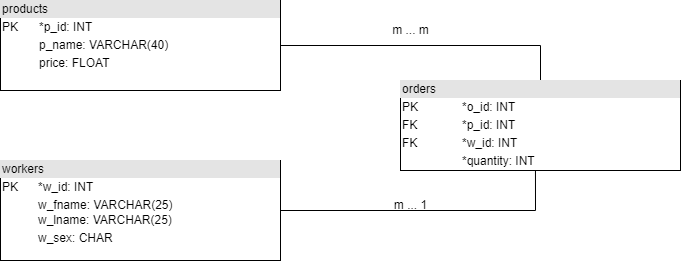 products
PK *p_id: INT
p_name: VARCHAR(40)
price: FLOAT
m ... m
orders
PK *o_id: INT
FK *p_id: INT
FK *w_id: INT
*quantity: INT
workers
PK *w_id: INT
w_fname: VARCHAR(25)
w_lname: VARCHAR(25)
w_sex: CHAR
m ... 1